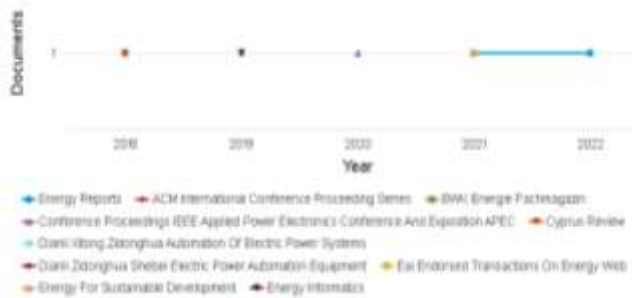 Documents
1
2018 2019 2020 2021 2022
Year
Energy Reports ACM International Conference Proceeding Series BWK Energie Fachmagazin
Conference Proceedings IEEE Applied Power Electronics Conference And Exposition APEC Cyprus Review
Dianli Xitong Zidonghua Automation Of Electric Power Systems
Dianli Zidonghua Shebei Electric Power Automation Equipment Eai Endorsed Transactions On Energy Web
Energy For Sustainable Development Energy Informatics